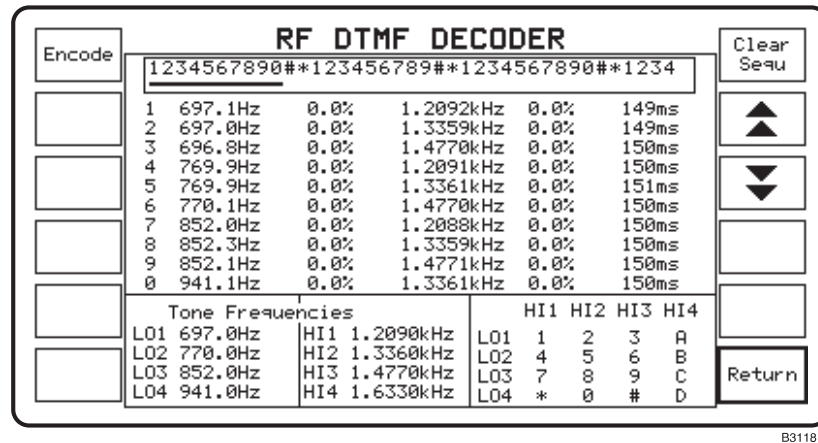 RF DTMF DECODER
Encode
Clear
Sequ
1234567890#*123456789#*1234567890#*1234
1 697.1Hz 0.0% 1.2092kHz 0.0% 149ms
2 697.0Hz 0.0% 1.3359kHz 0.0% 149ms
3 696.8Hz 0.0% 1.4770kHz 0.0% 150ms
4 769.9Hz 0.0% 1.2091kHz 0.0% 150ms
5 769.9Hz 0.0% 1.3361kHz 0.0% 151ms
6 770.1Hz 0.0% 1.4770kHz 0.0% 150ms
7 852.0Hz 0.0% 1.2088kHz 0.0% 150ms
8 852.3Hz 0.0% 1.3359kHz 0.0% 150ms
9 852.1Hz 0.0% 1.4771kHz 0.0% 150ms
0 941.1Hz 0.0% 1.3361kHz 0.0% 150ms
Tone Frequencies
LO1 697.0Hz HI1 1.2090kHz
LO2 770.0Hz HI2 1.3360kHz
LO3 852.0Hz HI3 1.4770kHz
LO4 941.0Hz HI4 1.6330kHz
HI1 HI2 HI3 HI4
LO1 1 2 3 A
LO2 4 5 6 B
LO3 7 8 9 C
LO4 * 0 # D
Return
B3118